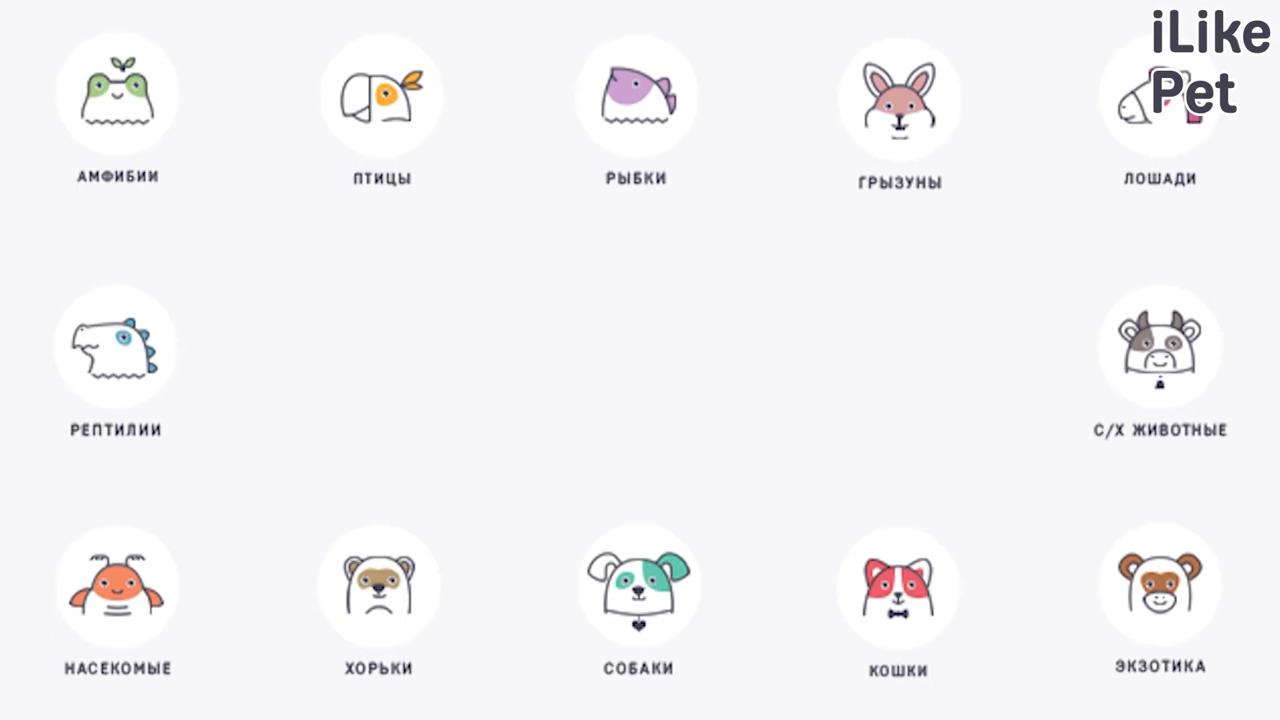 iLike
Pet
АМФИБИИ
ПТИЦЫ
РЫБКИ
ГРЫЗУНЫ
ЛОШАДИ
РЕПТИЛИИ
С/Х ЖИВОТНЫЕ
НАСЕКОМЫЕ
ХОРЬКИ
СОБАКИ
КОШКИ
ЭКЗОТИКА